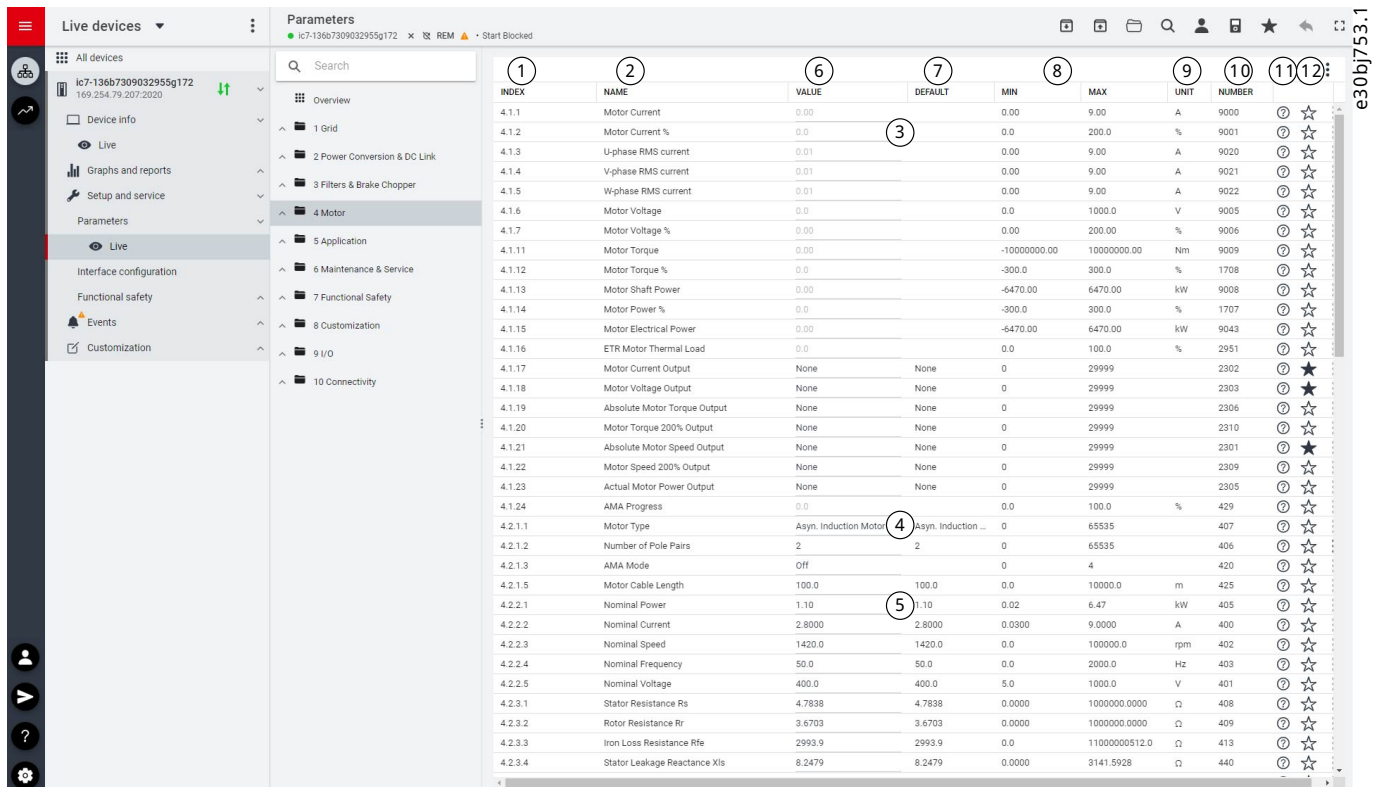 Live devices
Parameters
ic7-136b7309032955g172 × REM • Start Blocked
e30bj753.1
All devices
ic7-136b7309032955g172
169.254.79.207:2020
Device info
Live
Graphs and reports
Setup and service
Parameters
Live
Interface configuration
Functional safety
Events
Customization
Search
Overview
1 Grid
2 Power Conversion & DC Link
3 Filters & Brake Chopper
4 Motor
5 Application
6 Maintenance & Service
7 Functional Safety
8 Customization
9 I/O
10 Connectivity
1 2 6 7 8 9 10 11 12
INDEX NAME VALUE DEFAULT MIN MAX UNIT NUMBER
4.1.1 Motor Current 0.00 0.00 9.00 A 9000
4.1.2 Motor Current % 0.0 3 0.0 200.0 % 9001
4.1.3 U-phase RMS current 0.01 0.00 9.00 A 9020
4.1.4 V-phase RMS current 0.01 0.00 9.00 A 9021
4.1.5 W-phase RMS current 0.01 0.00 9.00 A 9022
4.1.6 Motor Voltage 0.0 0.0 1000.0 V 9005
4.1.7 Motor Voltage % 0.0 0.0 200.00 % 9006
4.1.11 Motor Torque 0.00 -10000000.00 10000000.00 Nm 9009
4.1.12 Motor Torque % 0.0 -300.0 300.0 % 1708
4.1.13 Motor Shaft Power 0.00 -6470.00 6470.00 kW 9008
4.1.14 Motor Power % 0.0 -300.0 300.0 % 1707
4.1.15 Motor Electrical Power 0.00 -6470.00 6470.00 kW 9043
4.1.16 ETR Motor Thermal Load 0.0 0.0 100.0 % 2951
4.1.17 Motor Current Output None None 0 29999 2302
4.1.18 Motor Voltage Output None None 0 29999 2303
4.1.19 Absolute Motor Torque Output None None 0 29999 2306
4.1.20 Motor Torque 200% Output None None 0 29999 2310
4.1.21 Absolute Motor Speed Output None None 0 29999 2301
4.1.22 Motor Speed 200% Output None None 0 29999 2309
4.1.23 Actual Motor Power Output None None 0 29999 2305
4.1.24 AMA Progress 0.0 0.0 100.0 % 429
4.2.1.1 Motor Type Asyn. Induction Motor 4 Asyn. Induction ... 0 65535 407
4.2.1.2 Number of Pole Pairs 2 2 0 65535 406
4.2.1.3 AMA Mode Off 0 4 420
4.2.1.5 Motor Cable Length 100.0 100.0 0.0 10000.0 m 425
4.2.2.1 Nominal Power 1.10 5 1.10 0.02 6.47 kW 405
4.2.2.2 Nominal Current 2.8000 2.8000 0.0300 9.0000 A 400
4.2.2.3 Nominal Speed 1420.0 1420.0 0.0 100000.0 rpm 402
4.2.2.4 Nominal Frequency 50.0 50.0 0.0 2000.0 Hz 403
4.2.2.5 Nominal Voltage 400.0 400.0 5.0 1000.0 V 401
4.2.3.1 Stator Resistance Rs 4.7838 4.7838 0.0000 1000000.0000 Ω 408
4.2.3.2 Rotor Resistance Rr 3.6703 3.6703 0.0000 1000000.0000 Ω 409
4.2.3.3 Iron Loss Resistance Rfe 2993.9 2993.9 0.0 11000000512.0 Ω 413
4.2.3.4 Stator Leakage Reactance Xls 8.2479 8.2479 0.0000 3141.5928 Ω 440